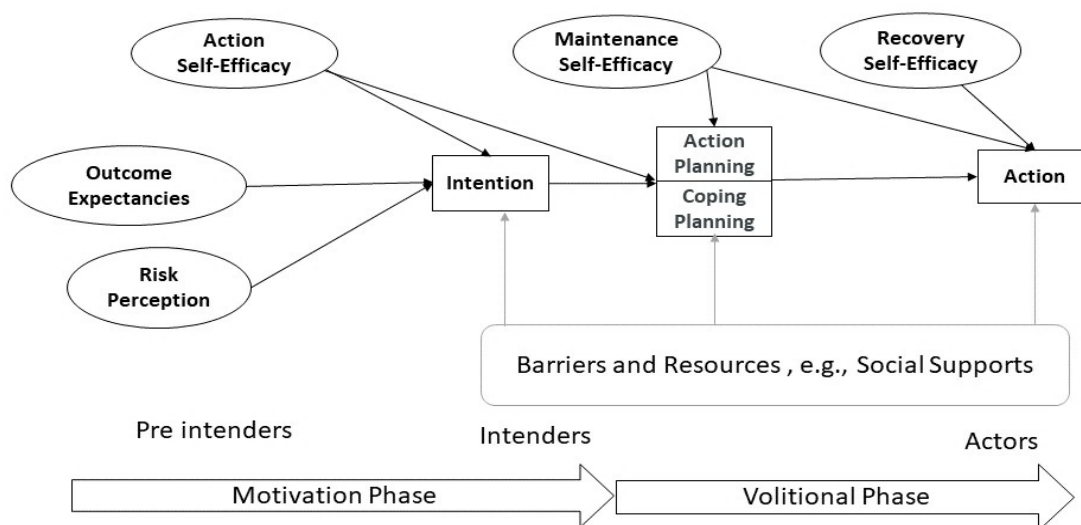 Action
Self-Efficacy
Maintenance
Self-Efficacy
Recovery
Self-Efficacy
Outcome
Expectancies
Intention
Action
Planning
Coping
Planning
Action
Risk
Perception
Barriers and Resources , e.g., Social Supports
Pre intenders
Intenders
Actors
Motivation Phase
Volitional Phase